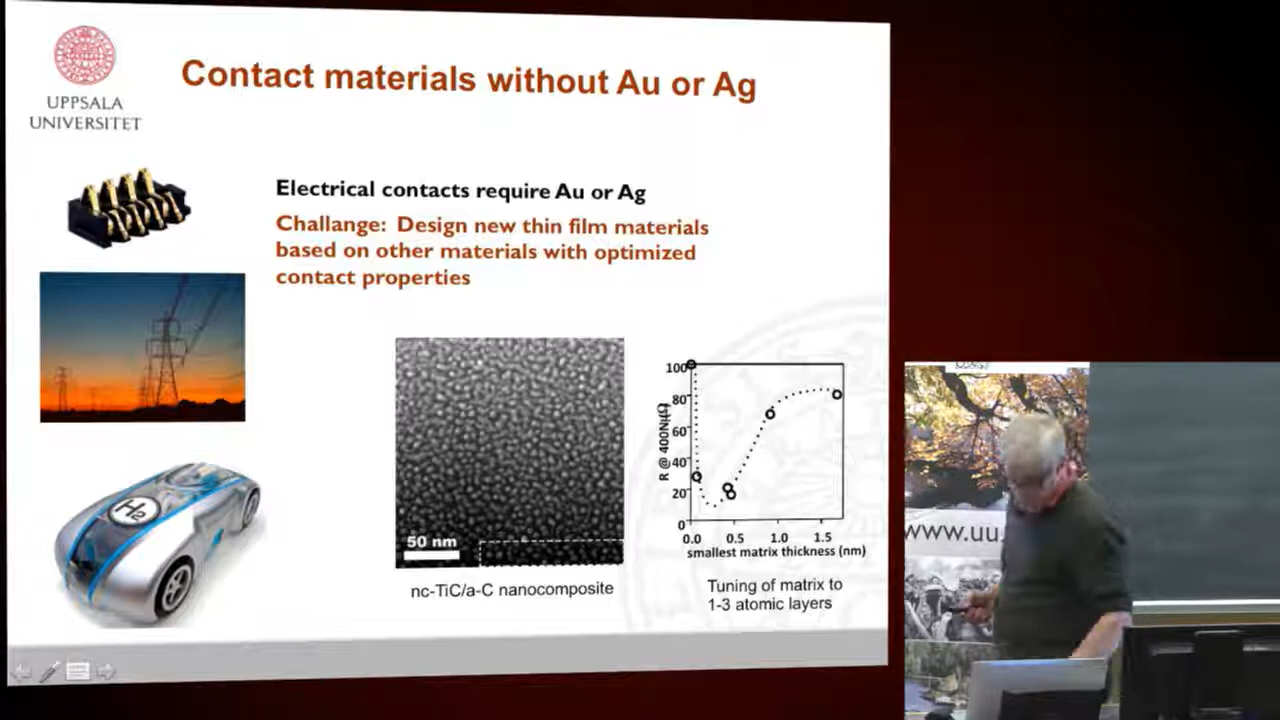 UPPSALA
UNIVERSITET
Contact materials without Au or Ag
Electrical contacts require Au or Ag
Challange: Design new thin film materials
based on other materials with optimized
contact properties
H2
50 nm
nc-TiC/a-C nanocomposite
100
80
60
40
20
0
0.0 0.5 1.0 1.5
smallest matrix thickness (nm)
Tuning of matrix to
1-3 atomic layers
www.uu.